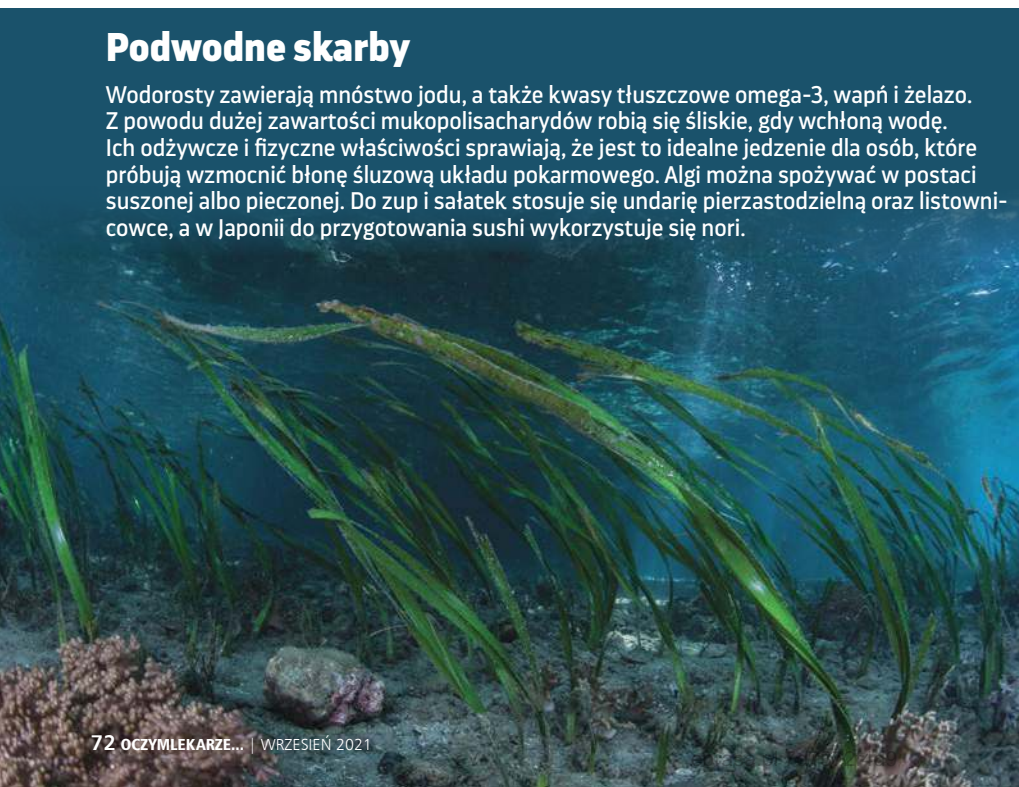 Podwodne skarby
Wodorosty zawierają mnóstwo jodu, a także kwasy tłuszczowe omega-3, wapń i żelazo.
Z powodu dużej zawartości mukopolisacharydów robią się śliskie, gdy wchłoną wodę.
Ich odżywcze i fizyczne właściwości sprawiają, że jest to idealne jedzenie dla osób, które
próbują wzmocnić błonę śluzową układu pokarmowego. Algi można spożywać w postaci
suszonej albo pieczonej. Do zup i sałatek stosuje się undarię pierzastodzielną oraz listowni-
cowce, a w Japonii do przygotowania sushi wykorzystuje się nori.
72 OCZYMLEKARZE... | WRZESIEŃ 2021